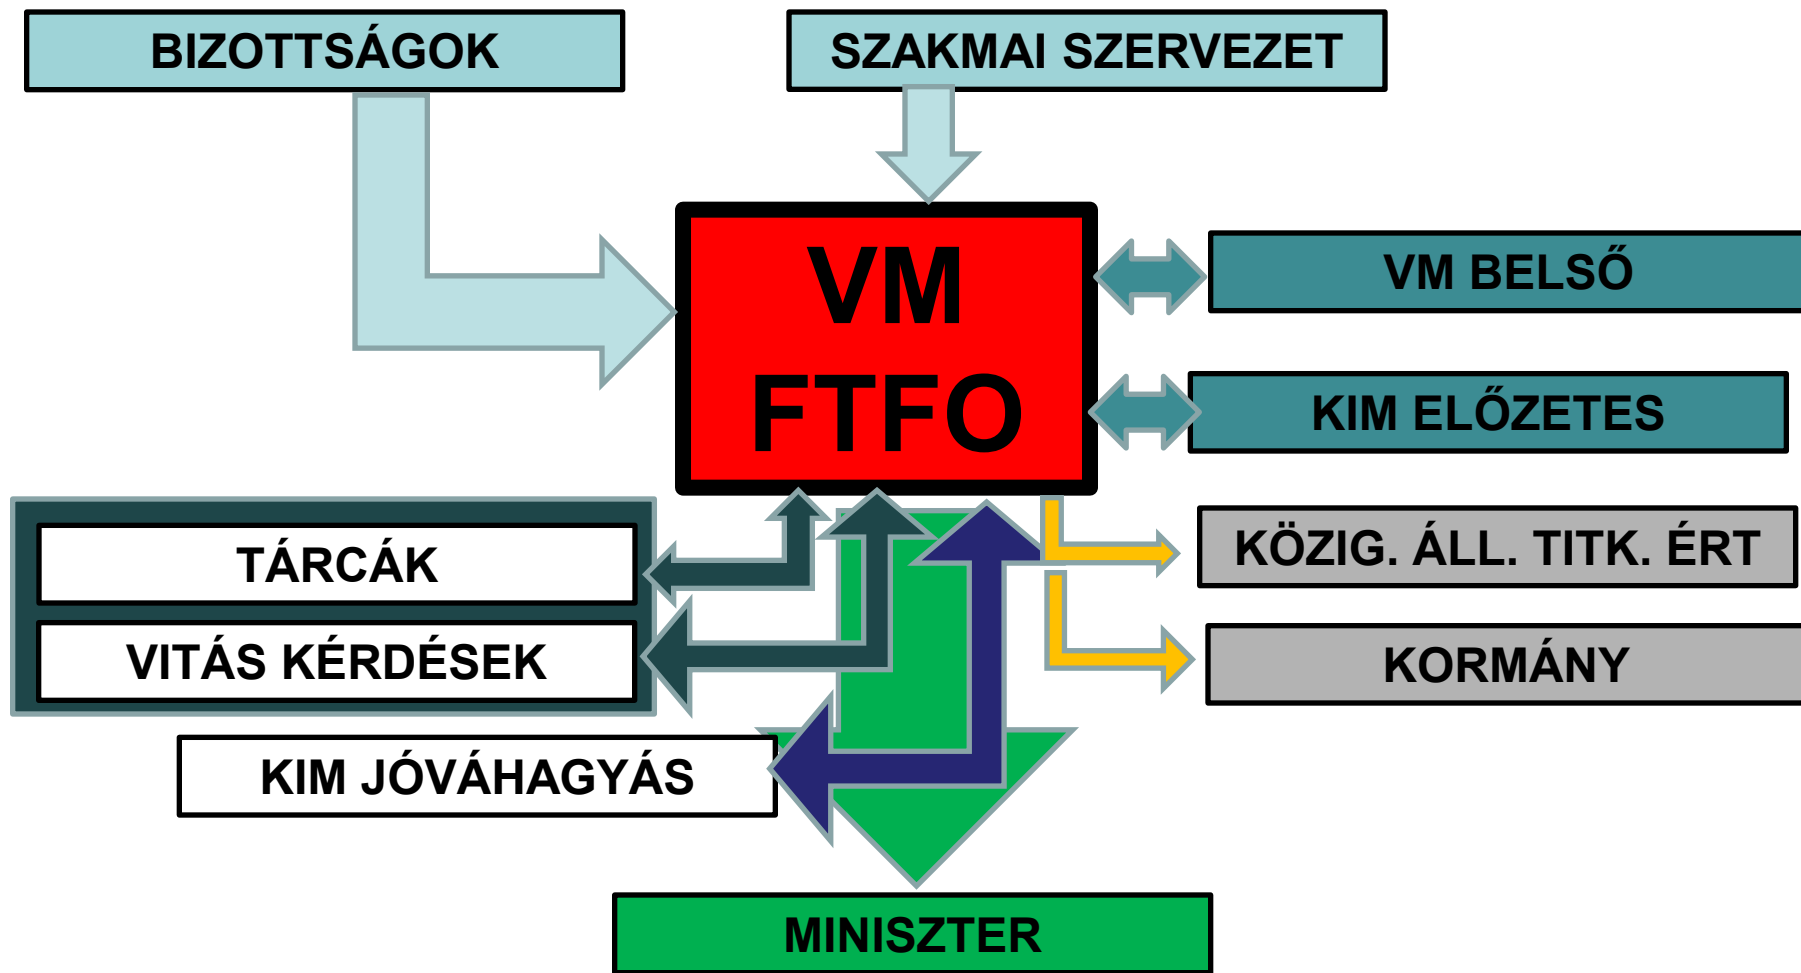 BIZOTTSÁGOK
SZAKMAI SZERVEZET
VM
FTFO
VM BELSŐ
KIM ELŐZETES
TÁRCÁK
KÖZIG. ÁLL. TITK. ÉRT
VITÁS KÉRDÉSEK
KORMÁNY
KIM JÓVÁHAGYÁS
MINISZTER